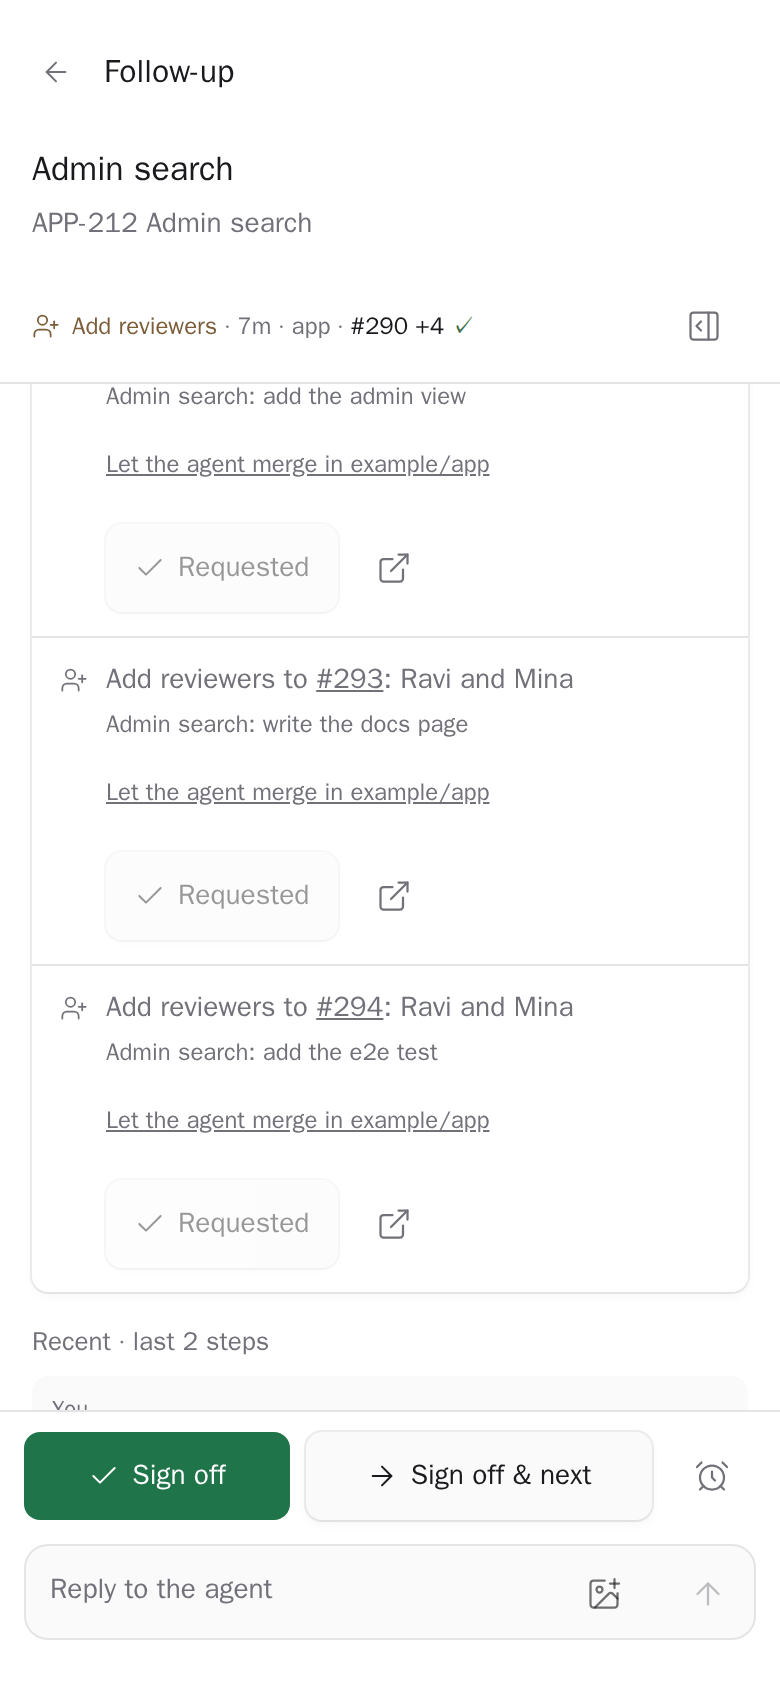 Follow-up
Admin search
APP-212 Admin search
Add reviewers · 7m · app · #290 +4 ✓
Admin search: add the admin view
Let the agent merge in example/app
Requested
Add reviewers to #293: Ravi and Mina
Admin search: write the docs page
Let the agent merge in example/app
Requested
Add reviewers to #294: Ravi and Mina
Admin search: add the e2e test
Let the agent merge in example/app
Requested
Recent · last 2 steps
You
Sign off
Sign off & next
Reply to the agent